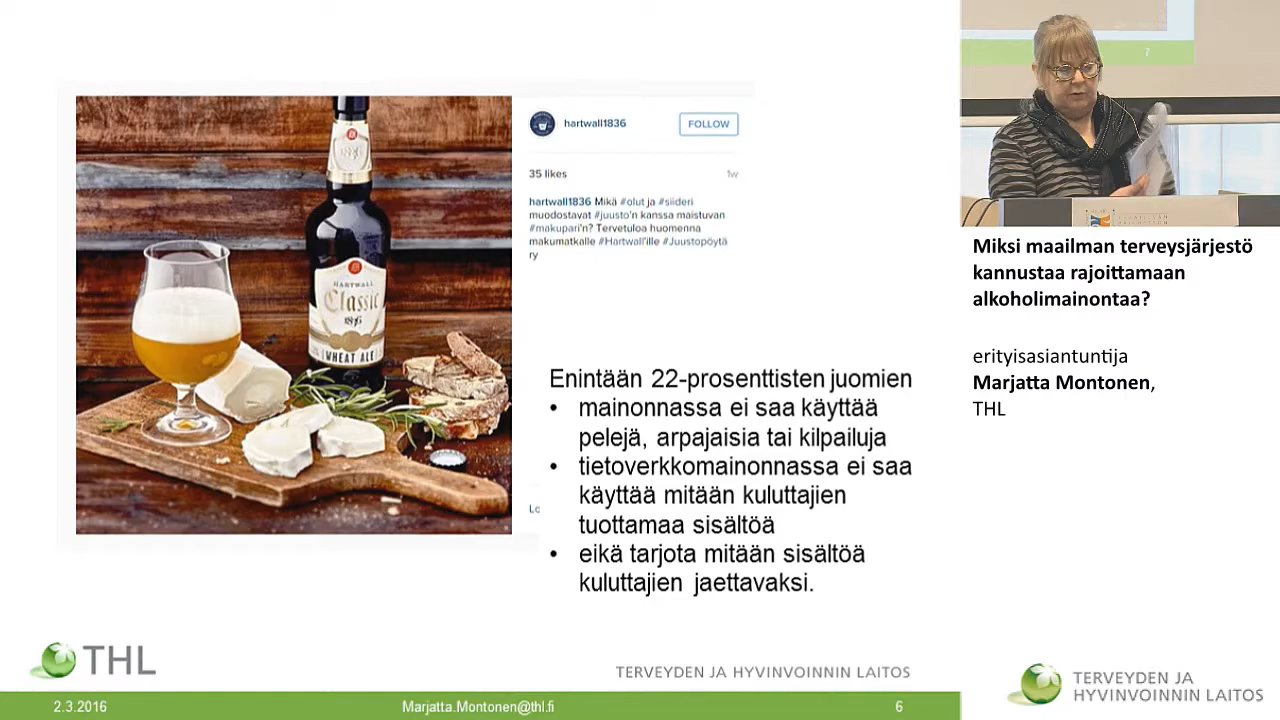 hartwall1836
FOLLOW
35 likes
1w
hartwall1836 Mikä #olut ja #siideri
muodostavat #juusto'n kanssa maistuvan
#makupari'n? Tervetuloa huomenna
makumatkalle #Hartwall'ille #Juustopöytä
ry
HARTWALL
Classic
1836
WHEAT ALE
Lo
Enintään 22-prosenttisten juomien
• mainonnassa ei saa käyttää
pelejä, arpajaisia tai kilpailuja
• tietoverkkomainonnassa ei saa
käyttää mitään kuluttajien
tuottamaa sisältöä
• eikä tarjota mitään sisältöä
kuluttajien jaettavaksi.
THL
TERVEYDEN JA HYVINVOINNIN LAITOS
2.3.2016
Marjatta.Montonen@thl.fi
6
Miksi maailman terveysjärjestö
kannustaa rajoittamaan
alkoholimainontaa?
erityisasiantuntija
Marjatta Montonen,
THL
TERVEYDEN JA
HYVINVOINNIN LAITOS